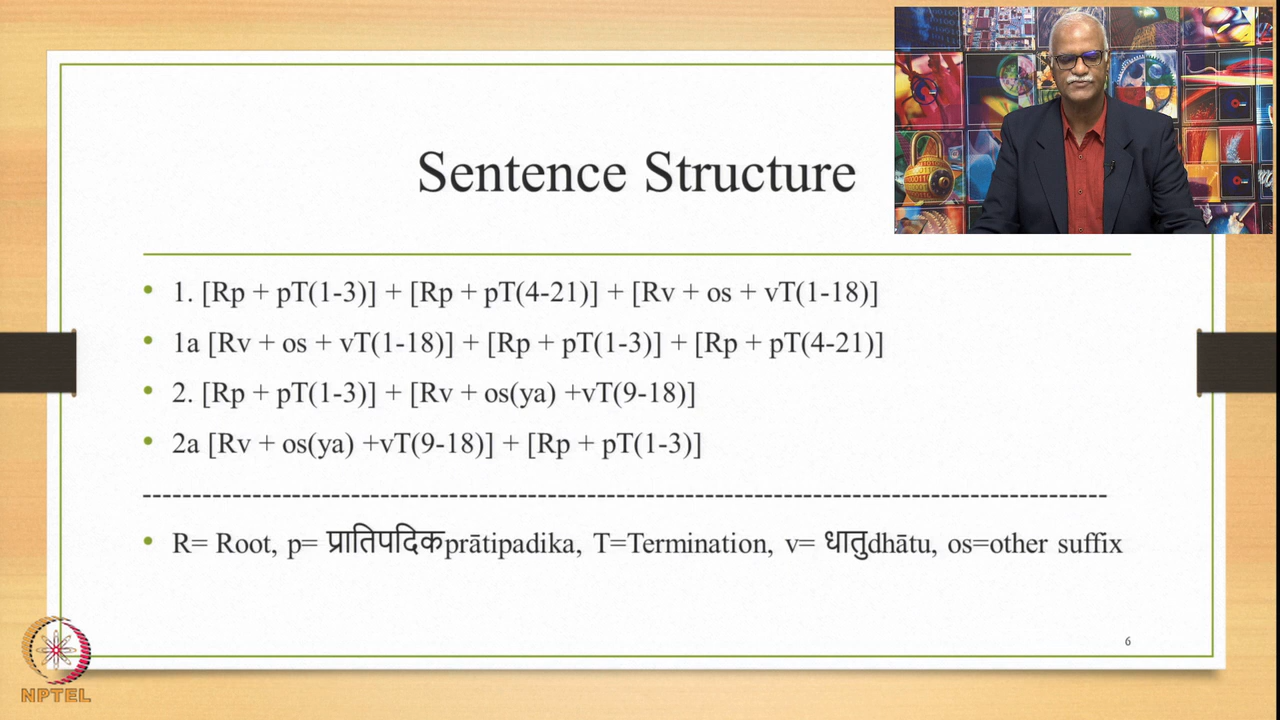 Sentence Structure
• 1. [Rp + pT(1-3)] + [Rp + pT(4-21)] + [Rv + os + vT(1-18)]
• 1a [Rv + os + vT(1-18)] + [Rp + pT(1-3)] + [Rp + pT(4-21)]
• 2. [Rp + pT(1-3)] + [Rv + os(ya) +vT(9-18)]
• 2a [Rv + os(ya) +vT(9-18)] + [Rp + pT(1-3)]
--------------------------------------------------------------------------------------------------
• R= Root, p= प्रातिपदिकprātipadika, T=Termination, v= धातुdhātu, os=other suffix
6
NPTEL